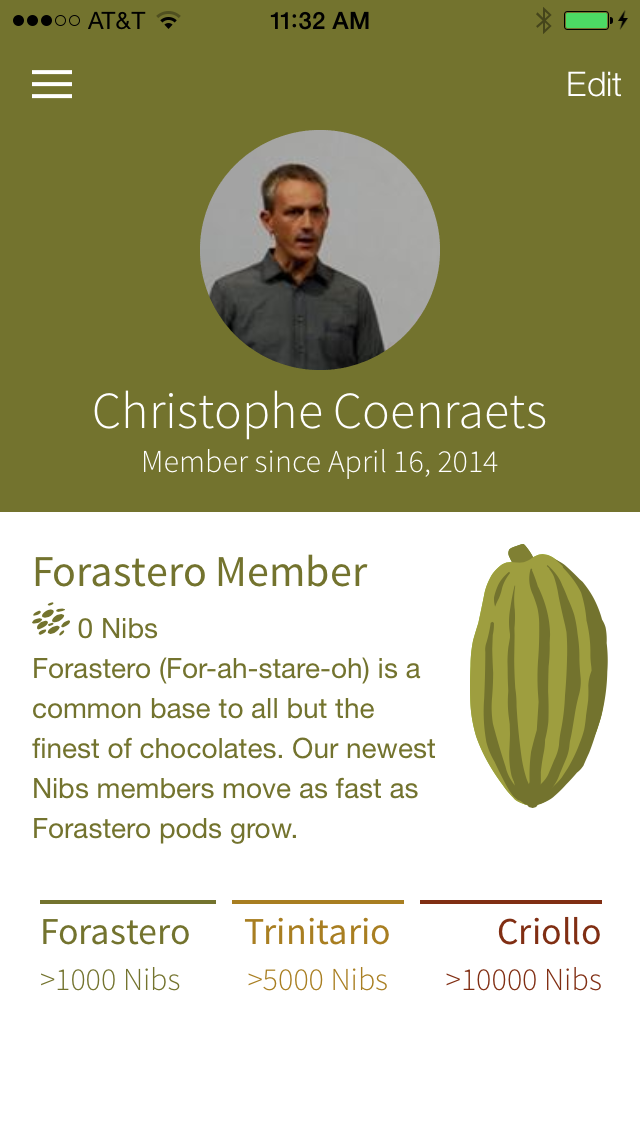 AT&T 11:32 AM
Edit
Christophe Coenraets
Member since April 16, 2014
Forastero Member
0 Nibs
Forastero (For-ah-stare-oh) is a
common base to all but the
finest of chocolates. Our newest
Nibs members move as fast as
Forastero pods grow.
Forastero Trinitario Criollo
>1000 Nibs >5000 Nibs >10000 Nibs